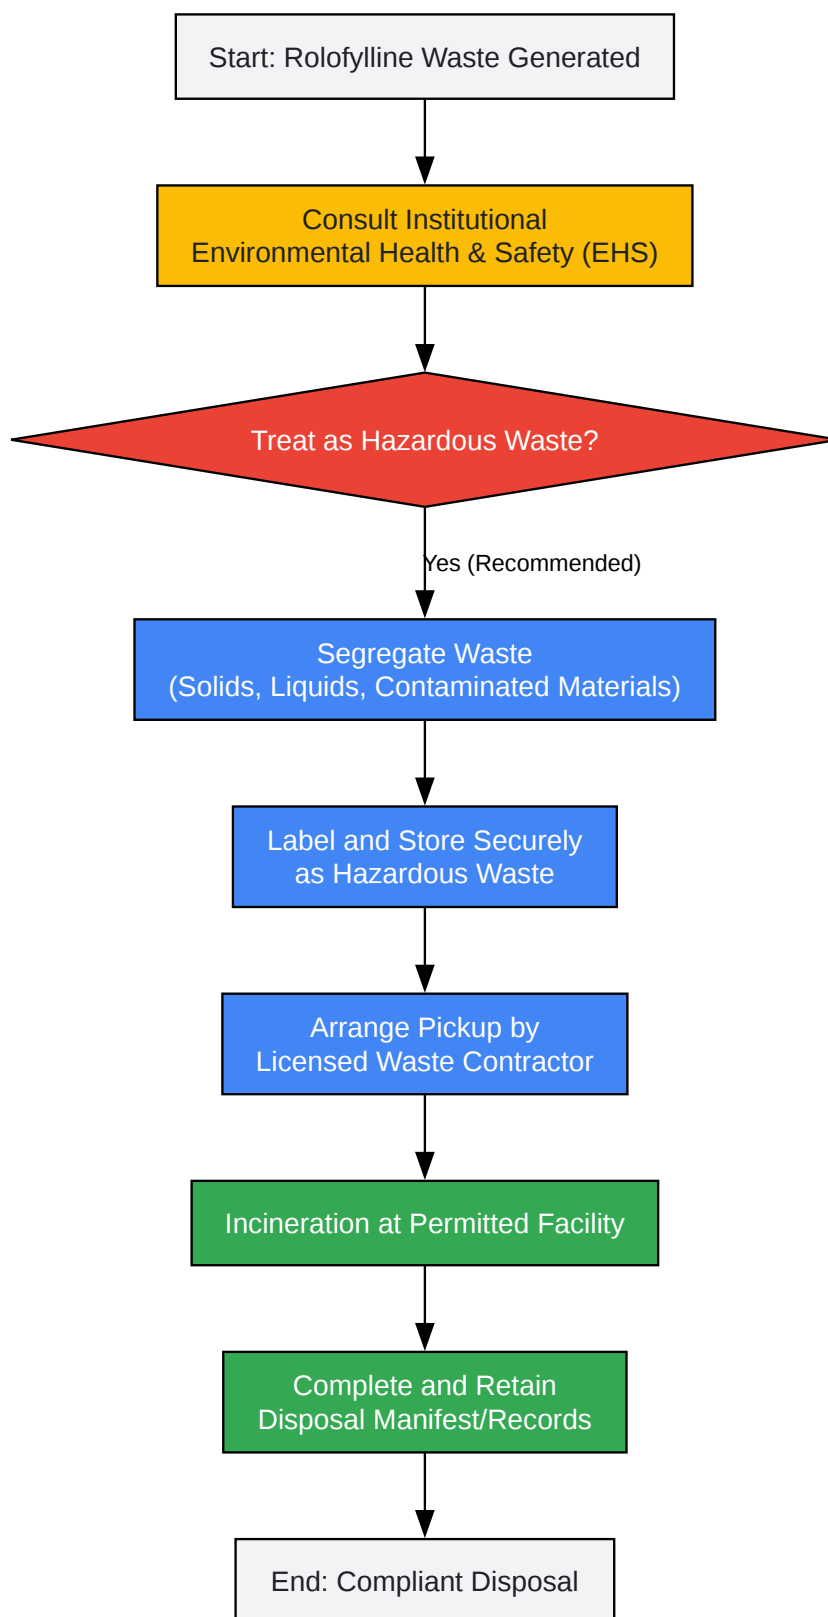 Start: Rolofylline Waste Generated
Consult Institutional
Environmental Health & Safety (EHS)
Treat as Hazardous Waste?
Yes (Recommended)
Segregate Waste
(Solids, Liquids, Contaminated Materials)
Label and Store Securely
as Hazardous Waste
Arrange Pickup by
Licensed Waste Contractor
Incineration at Permitted Facility
Complete and Retain
Disposal Manifest/Records
End: Compliant Disposal